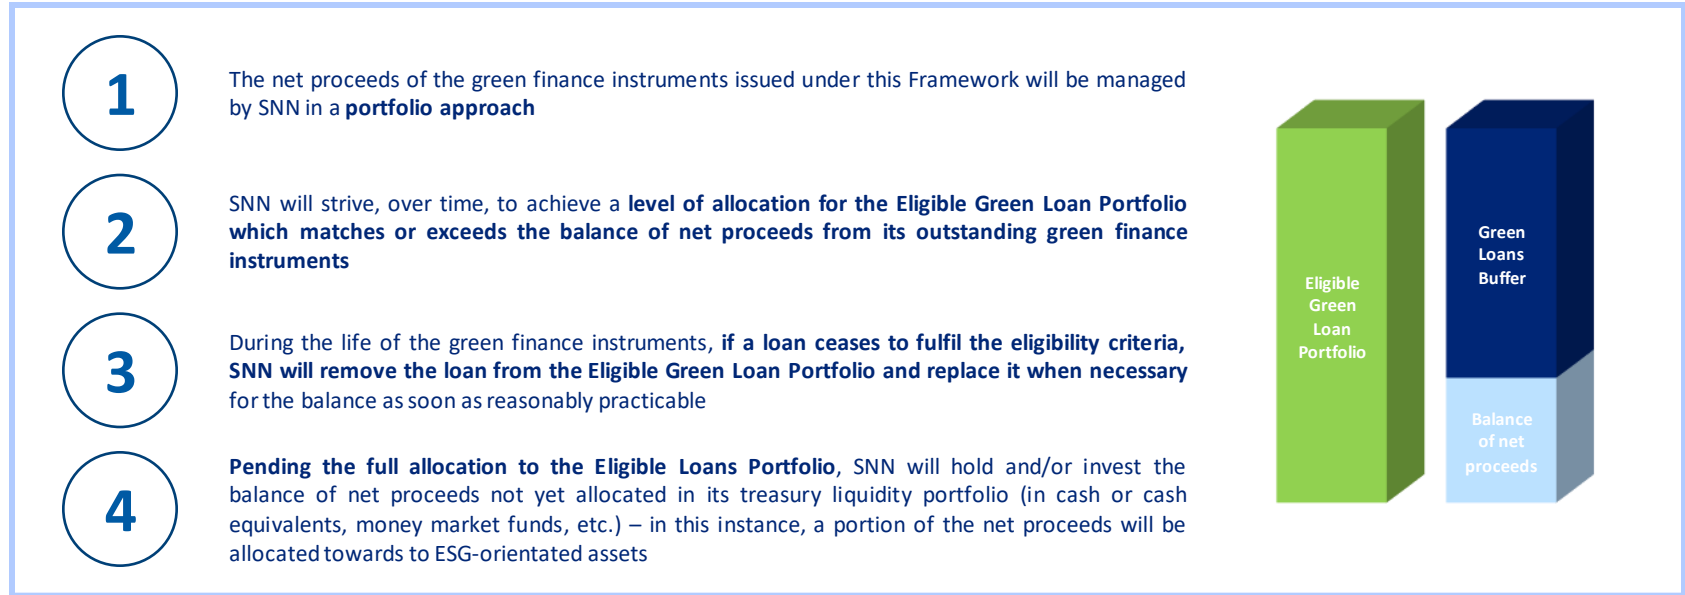 1
The net proceeds of the green finance instruments issued under this Framework will be managed
by SNN in a portfolio approach
2
SNN will strive, over time, to achieve a level of allocation for the Eligible Green Loan Portfolio
which matches or exceeds the balance of net proceeds from its outstanding green finance
instruments
3
During the life of the green finance instruments, if a loan ceases to fulfil the eligibility criteria,
SNN will remove the loan from the Eligible Green Loan Portfolio and replace it when necessary
for the balance as soon as reasonably practicable
4
Pending the full allocation to the Eligible Loans Portfolio, SNN will hold and/or invest the
balance of net proceeds not yet allocated in its treasury liquidity portfolio (in cash or cash
equivalents, money market funds, etc.) – in this instance, a portion of the net proceeds will be
allocated towards to ESG-orientated assets
Eligible
Green
Loan
Portfolio
Green
Loans
Buffer
Balance
of net
proceeds